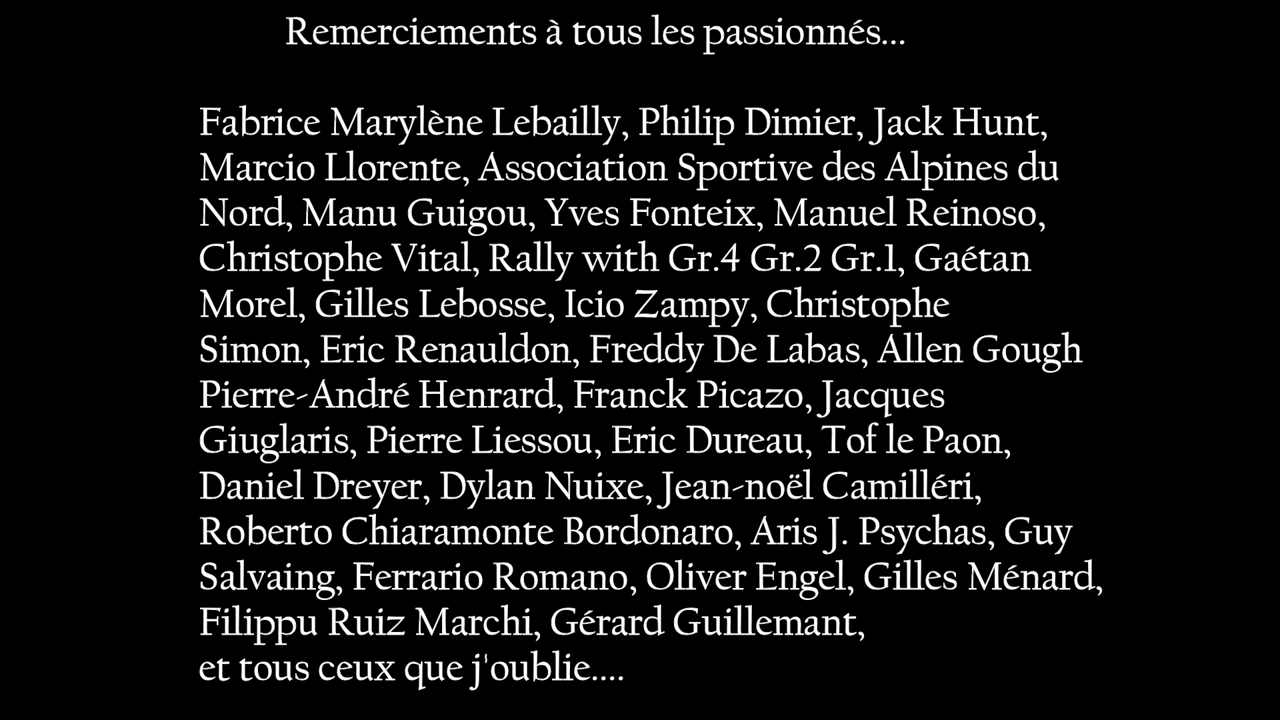 Remerciements à tous les passionnés...
Fabrice Marylène Lebailly, Philip Dimier, Jack Hunt,
Marcio Llorente, Association Sportive des Alpines du
Nord, Manu Guigou, Yves Fonteix, Manuel Reinoso,
Christophe Vital, Rally with Gr.4 Gr.2 Gr.1, Gaétan
Morel, Gilles Lebosse, Icio Zampy, Christophe
Simon, Eric Renauldon, Freddy De Labas, Allen Gough
Pierre-André Henrard, Franck Picazo, Jacques
Giuglaris, Pierre Liessou, Eric Dureau, Tof le Paon,
Daniel Dreyer, Dylan Nuixe, Jean-noël Camilléri,
Roberto Chiaramonte Bordonaro, Aris J. Psychas, Guy
Salvaing, Ferrario Romano, Oliver Engel, Gilles Ménard,
Filippu Ruiz Marchi, Gérard Guillemant,
et tous ceux que j'oublie....